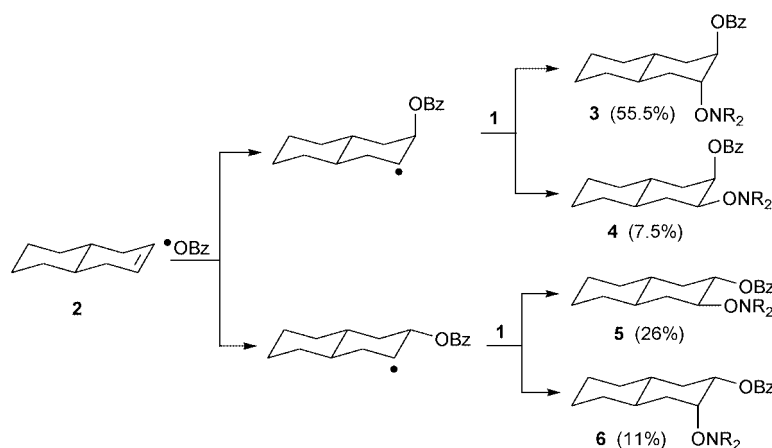 OBz
OBz
1
ONR₂
3 (55.5%)
OBz
ONR₂
4 (7.5%)
•OBz
2
OBz
1
OBz
ONR₂
5 (26%)
OBz
ONR₂
6 (11%)